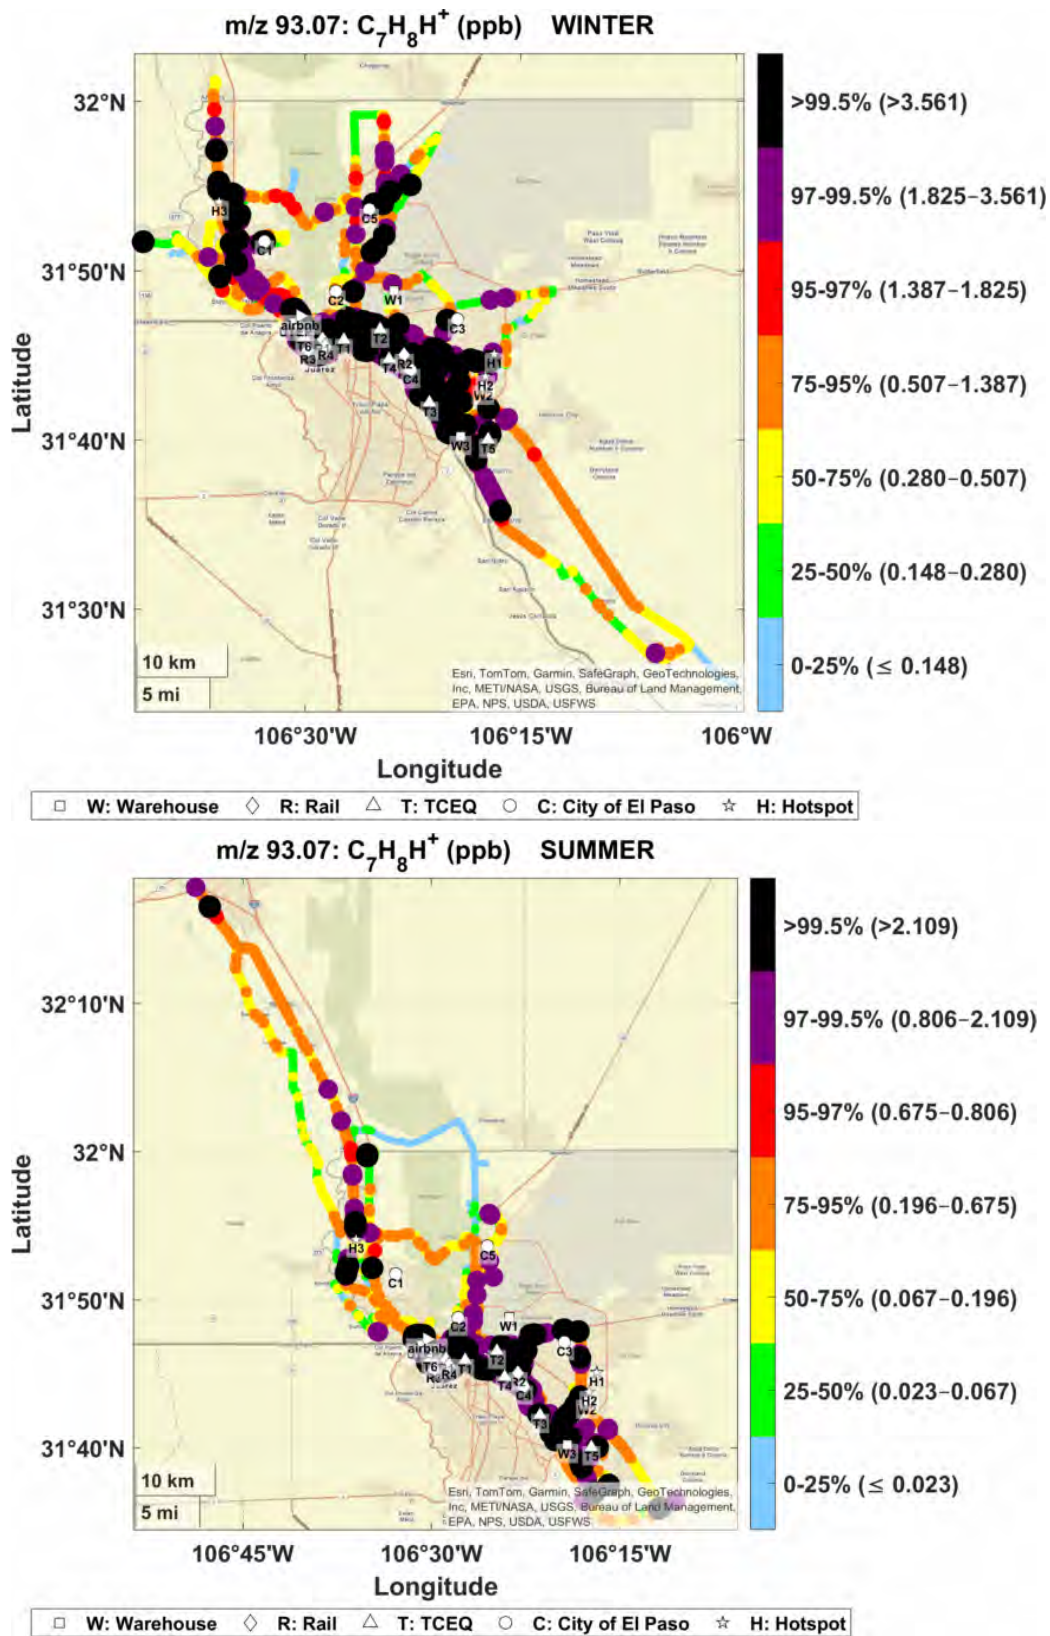 m/z 93.07: C7H8H+ (ppb) WINTER
32°N
31°50'N
31°40'N
31°30'N
Latitude
H3
C1
C5
C2
W1
C3
airbnb
T6
R3
R4
T1
T2
T4
R2
C4
T3
H1
H2
W2
W3
T5
Juárez
10 km
5 mi
Esri, TomTom, Garmin, SafeGraph, GeoTechnologies,
Inc, METI/NASA, USGS, Bureau of Land Management,
EPA, NPS, USDA, USFWS
106°30'W 106°15'W 106°W
Longitude
>99.5% (>3.561)
97-99.5% (1.825−3.561)
95-97% (1.387−1.825)
75-95% (0.507−1.387)
50-75% (0.280−0.507)
25-50% (0.148−0.280)
0-25% (≤ 0.148)
W: Warehouse R: Rail T: TCEQ C: City of El Paso H: Hotspot
m/z 93.07: C7H8H+ (ppb) SUMMER
32°10'N
32°N
31°50'N
31°40'N
Latitude
H3
C1
C5
C2
W1
C3
airbnb
T6
R4
T1
T2
T4
R2
C4
T3
H1
H2
W2
W3
T5
Juárez
10 km
5 mi
Esri, TomTom, Garmin, SafeGraph, GeoTechnologies,
Inc, METI/NASA, USGS, Bureau of Land Management,
EPA, NPS, USDA, USFWS
106°45'W 106°30'W 106°15'W
Longitude
>99.5% (>2.109)
97-99.5% (0.806−2.109)
95-97% (0.675−0.806)
75-95% (0.196−0.675)
50-75% (0.067−0.196)
25-50% (0.023−0.067)
0-25% (≤ 0.023)
W: Warehouse R: Rail T: TCEQ C: City of El Paso H: Hotspot